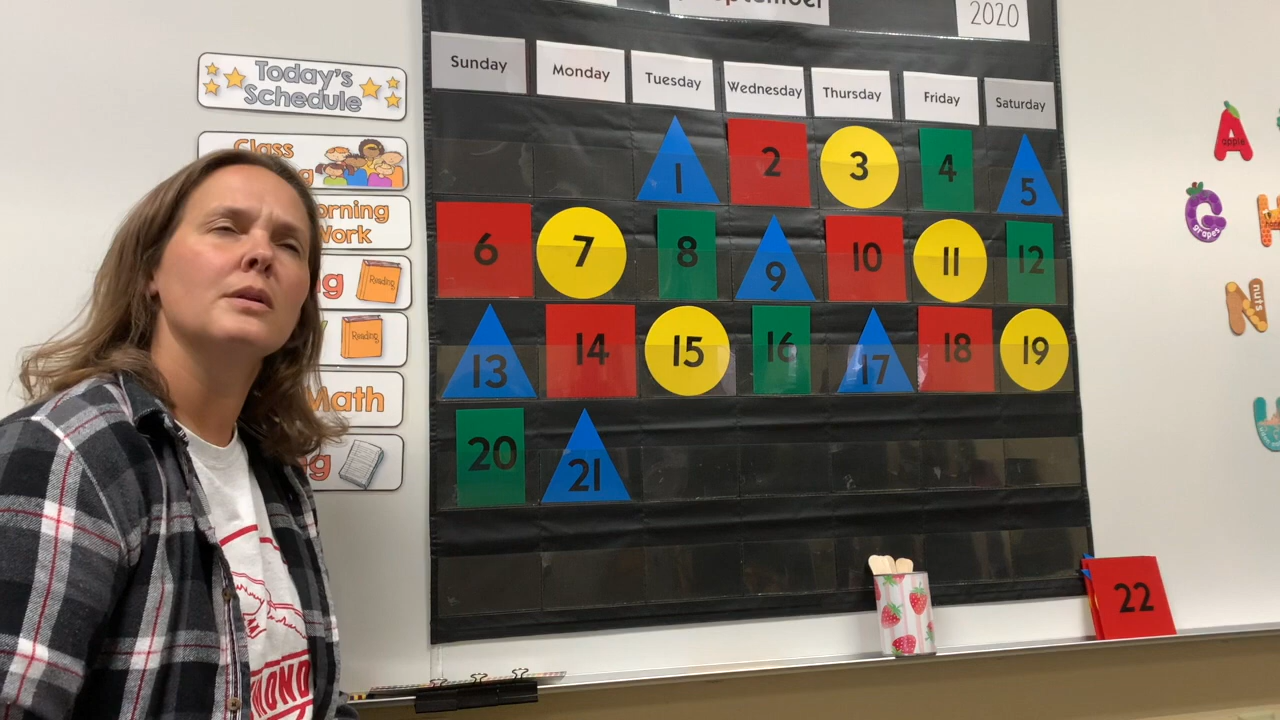 September
2020
Today's
Schedule
Sunday Monday Tuesday Wednesday Thursday Friday Saturday
Class
1 2 3 4 5
orning
Work
6 7 8 9 10 11 12
Reading
Reading
13 14 15 16 17 18 19
Math
20 21
22
apple
grapes
nuts
A
G
H
N
U
MOND